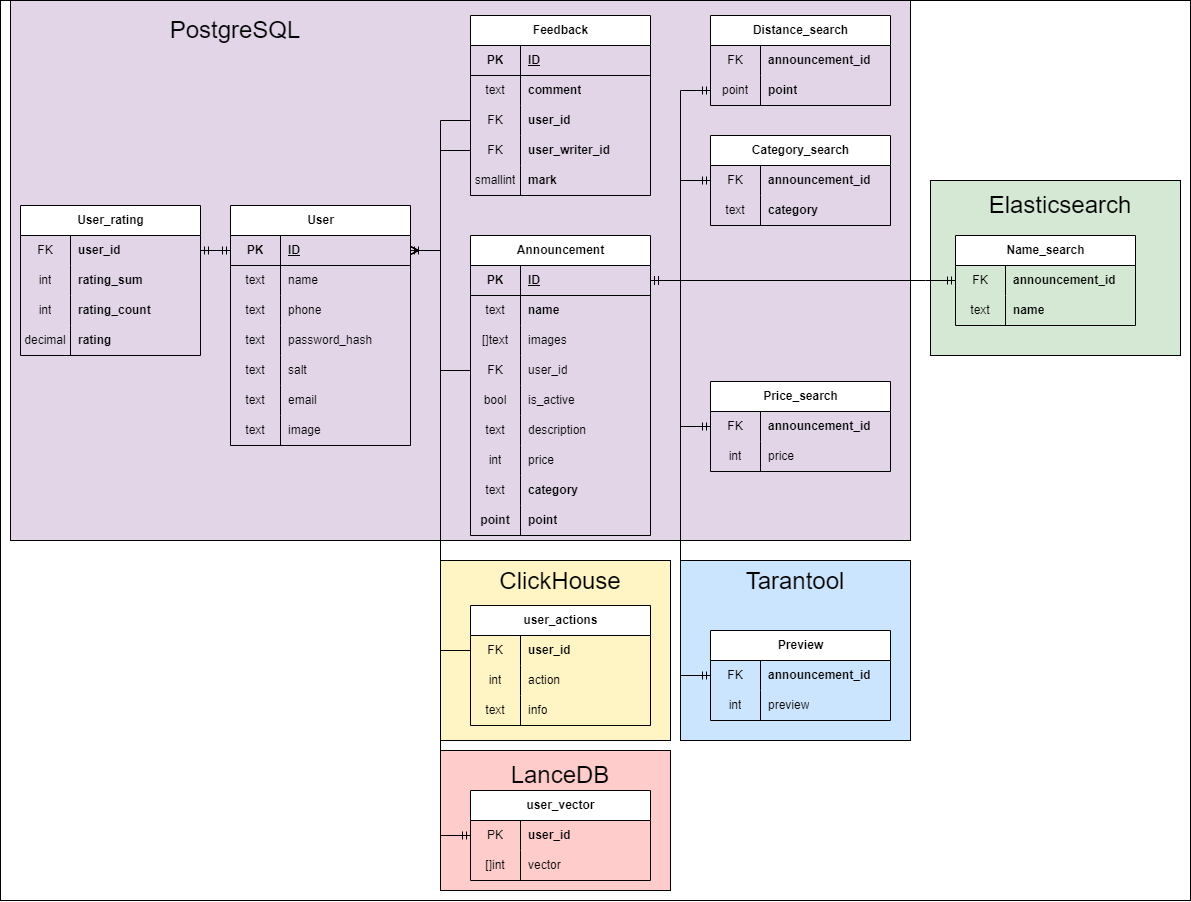 PostgreSQL
Feedback
PK ID
text comment
FK user_id
FK user_writer_id
smallint mark
Distance_search
FK announcement_id
point point
Category_search
FK announcement_id
text category
Elasticsearch
Name_search
FK announcement_id
text name
User_rating
FK user_id
int rating_sum
int rating_count
decimal rating
User
PK ID
text name
text phone
text password_hash
text salt
text email
text image
Announcement
PK ID
text name
[]text images
FK user_id
bool is_active
text description
int price
text category
point point
Price_search
FK announcement_id
int price
ClickHouse
user_actions
FK user_id
int action
text info
Tarantool
Preview
FK announcement_id
int preview
LanceDB
user_vector
PK user_id
[]int vector